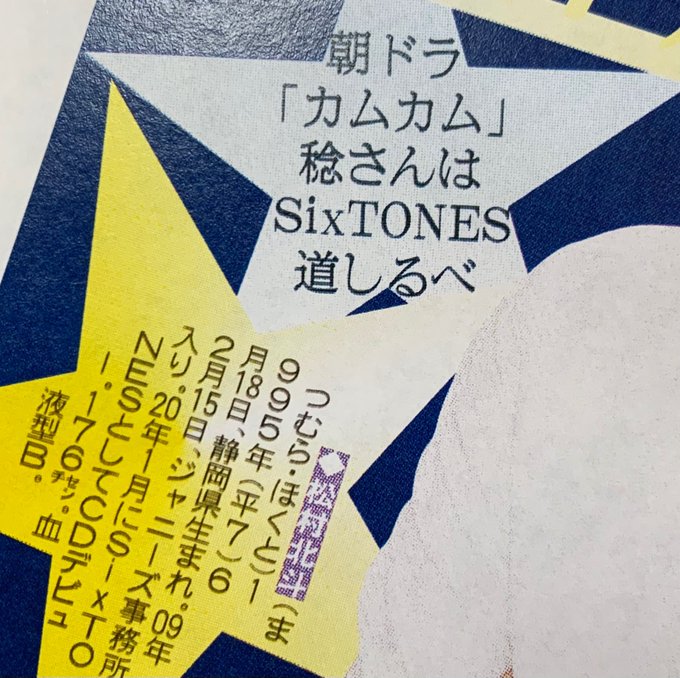 朝ドラ
「カムカム」
稔さんは
SixTONES
道しるべ
◆松村北斗(ま
つむら・ほくと)1
995年(平7)6
月18日、静岡県生まれ。09年
2月15日、ジャニーズ事務所
入り。20年1月にSixTO
NESとしてCDデビュ
ー。176センチ。血
液型B。